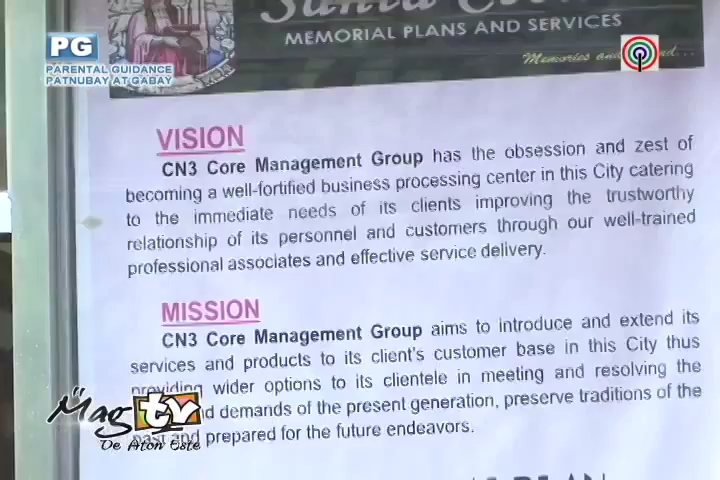 MEMORIAL PLANS AND SERVICES
PG
PARENTAL GUIDANCE
PATNUBAY AT GABAY
VISION
CN3 Core Management Group has the obsession and zest of
becoming a well-fortified business processing center in this City catering
to the immediate needs of its clients improving the trustworthy
relationship of its personnel and customers through our well-trained
professional associates and effective service delivery.
MISSION
CN3 Core Management Group aims to introduce and extend its
services and products to its client's customer base in this City thus
providing wider options to its clientele in meeting and resolving the
demands of the present generation, preserve traditions of the
past and prepared for the future endeavors.
Mag tv
De Aton Este